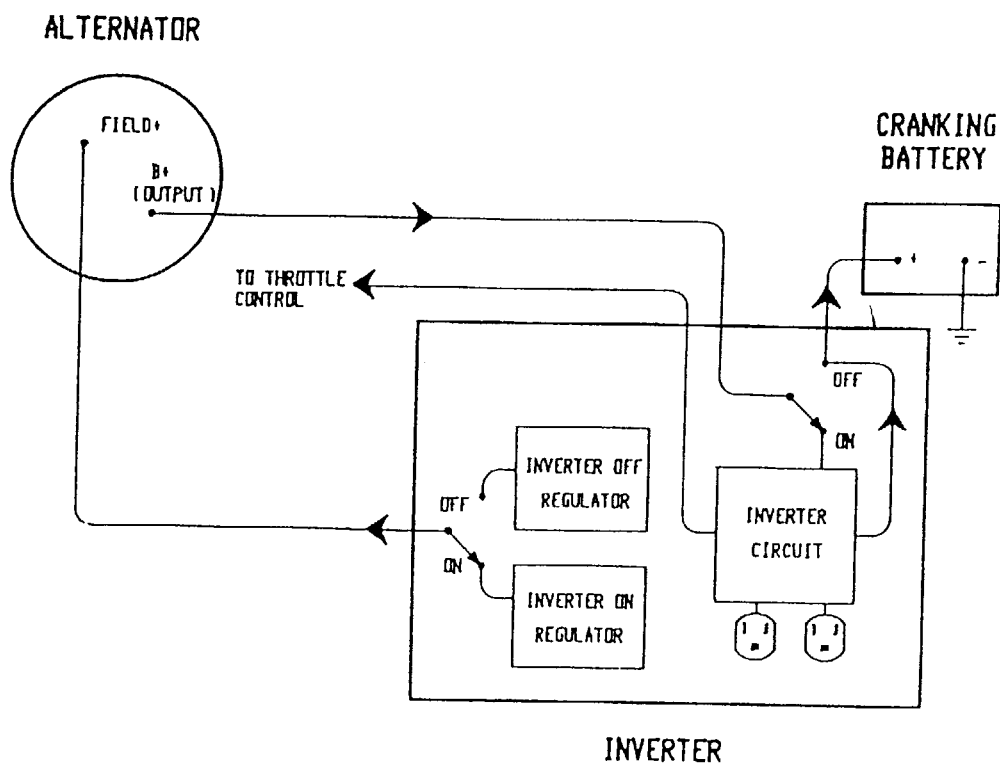 ALTERNATOR
FIELD+
B+
(OUTPUT)
CRANKING
BATTERY
+ -
TO THROTTLE
CONTROL
OFF
ON
INVERTER OFF
REGULATOR
OFF
ON
INVERTER
CIRCUIT
INVERTER ON
REGULATOR
INVERTER